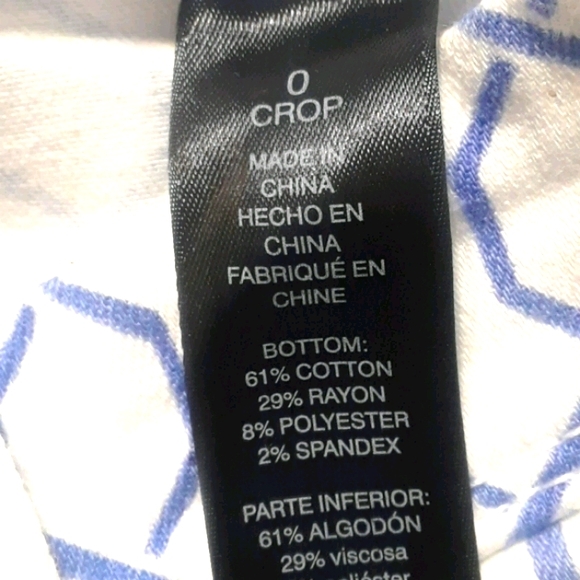 0
CROP
MADE IN
CHINA
HECHO EN
CHINA
FABRIQUÉ EN
CHINE
BOTTOM:
61% COTTON
29% RAYON
8% POLYESTER
2% SPANDEX
PARTE INFERIOR:
61% ALGODÓN
29% viscosa
poliéster